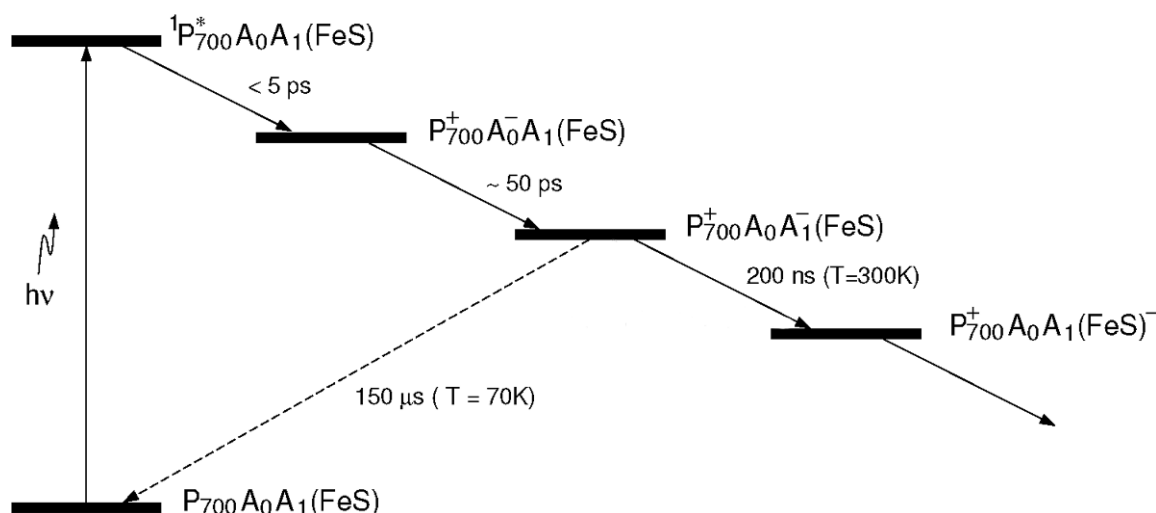 ¹P*₇₀₀A₀A₁(FeS)
< 5 ps
P⁺₇₀₀A₀⁻A₁(FeS)
~ 50 ps
P⁺₇₀₀A₀A₁⁻(FeS)
hν
200 ns (T=300K)
P⁺₇₀₀A₀A₁(FeS)⁻
150 μs ( T = 70K)
P₇₀₀A₀A₁(FeS)